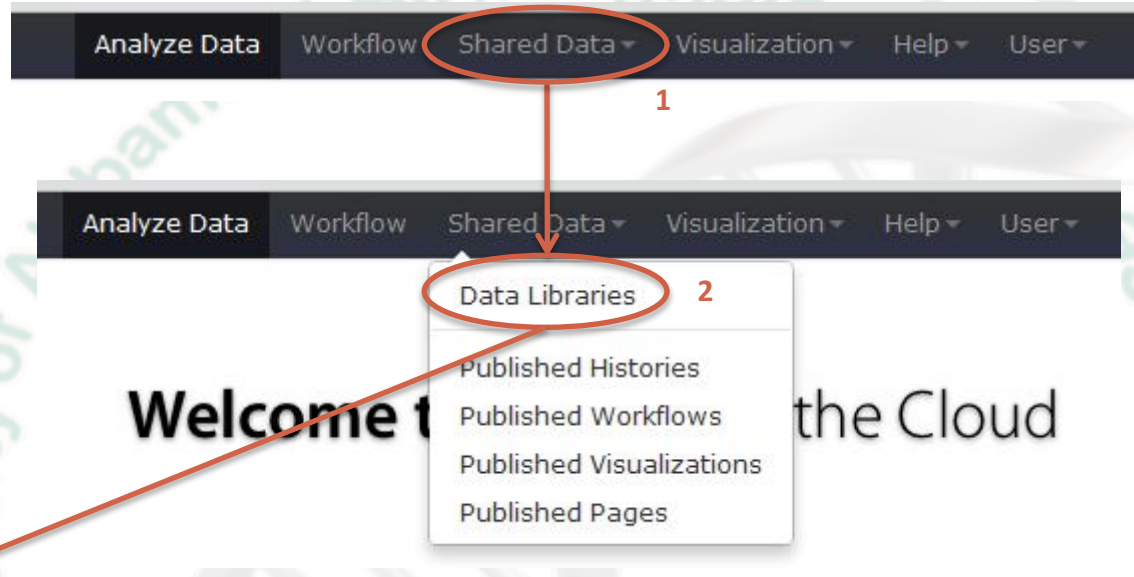 Analyze Data Workflow Shared Data Visualization Help User
1
Analyze Data Workflow Shared Data Visualization Help User
Data Libraries 2
Published Histories
Welcome t the Cloud
Published Workflows
Published Visualizations
Published Pages